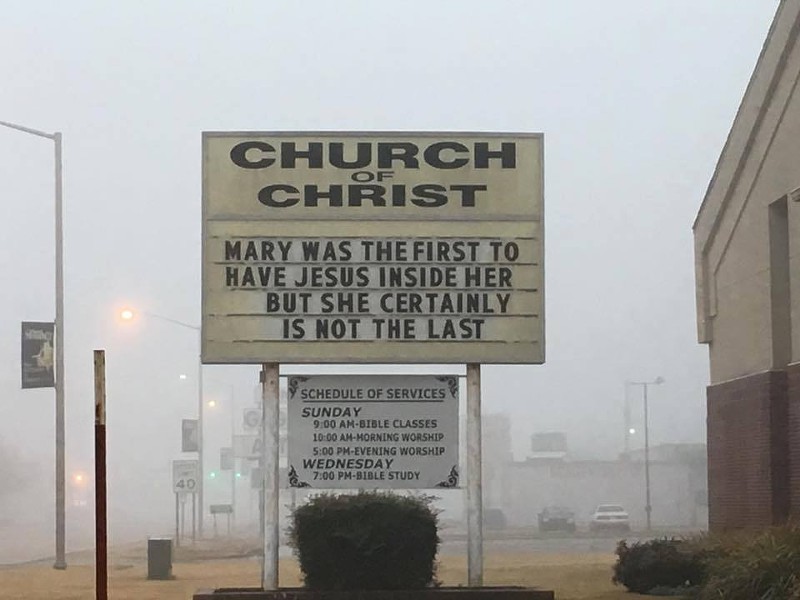 CHURCH
OF
CHRIST
MARY WAS THE FIRST TO
HAVE JESUS INSIDE HER
BUT SHE CERTAINLY
IS NOT THE LAST
SCHEDULE OF SERVICES
SUNDAY
9:00 AM-BIBLE CLASSES
10:00 AM-MORNING WORSHIP
5:00 PM-EVENING WORSHIP
WEDNESDAY
7:00 PM-BIBLE STUDY
40